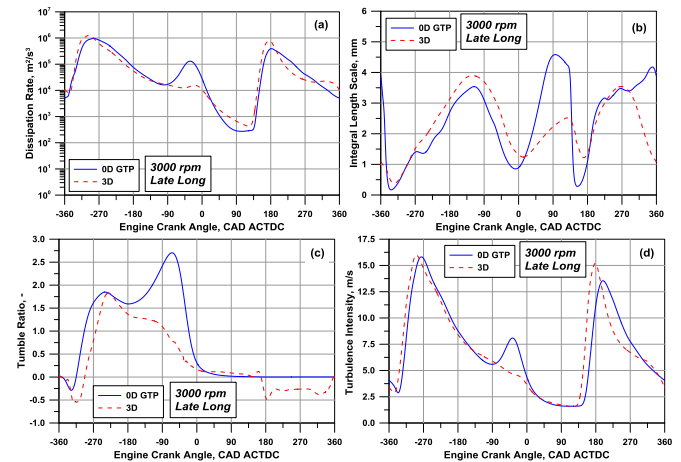 (a)
Dissipation Rate, m²/s³
10⁷
10⁶
10⁵
10⁴
10³
10²
10¹
10⁰
0D GTP
3D
3000 rpm
Late Long
-360 -270 -180 -90 0 90 180 270 360
Engine Crank Angle, CAD ACTDC
(b)
Integral Length Scale, mm
6
5
4
3
2
1
0
0D GTP
3D
3000 rpm
Late Long
-360 -270 -180 -90 0 90 180 270 360
Engine Crank Angle, CAD ACTDC
(c)
Tumble Ratio, -
3.0
2.5
2.0
1.5
1.0
0.5
0.0
-0.5
-1.0
0D GTP
3D
3000 rpm
Late Long
-360 -270 -180 -90 0 90 180 270 360
Engine Crank Angle, CAD ACTDC
(d)
Turbulence Intensity, m/s
17.5
15.0
12.5
10.0
7.5
5.0
2.5
0.0
0D GTP
3D
3000 rpm
Late Long
-360 -270 -180 -90 0 90 180 270 360
Engine Crank Angle, CAD ACTDC